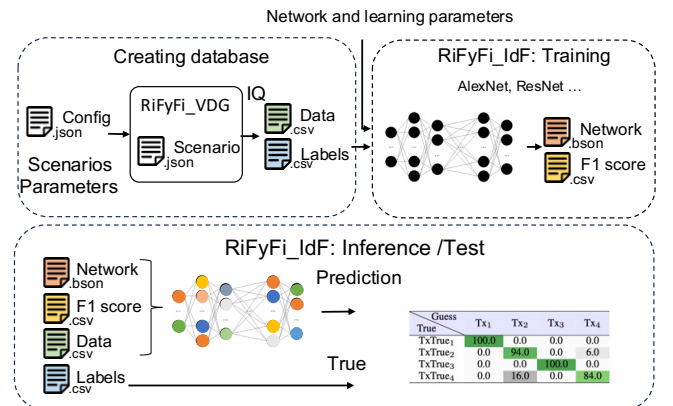 Network and learning parameters
Creating database
RiFyFi_VDG
IQ
Config
.json
Scenario
.json
Data
.csv
Labels
.csv
Scenarios
Parameters
RiFyFi_IdF: Training
AlexNet, ResNet ...
Network
.bson
F1 score
.csv
RiFyFi_IdF: Inference /Test
Network
.bson
F1 score
.csv
Data
.csv
Labels
.csv
Prediction
True
Guess
True Tx1 Tx2 Tx3 Tx4
TxTrue1 100.0 0.0 0.0 0.0
TxTrue2 0.0 94.0 0.0 6.0
TxTrue3 0.0 0.0 100.0 0.0
TxTrue4 0.0 16.0 0.0 84.0